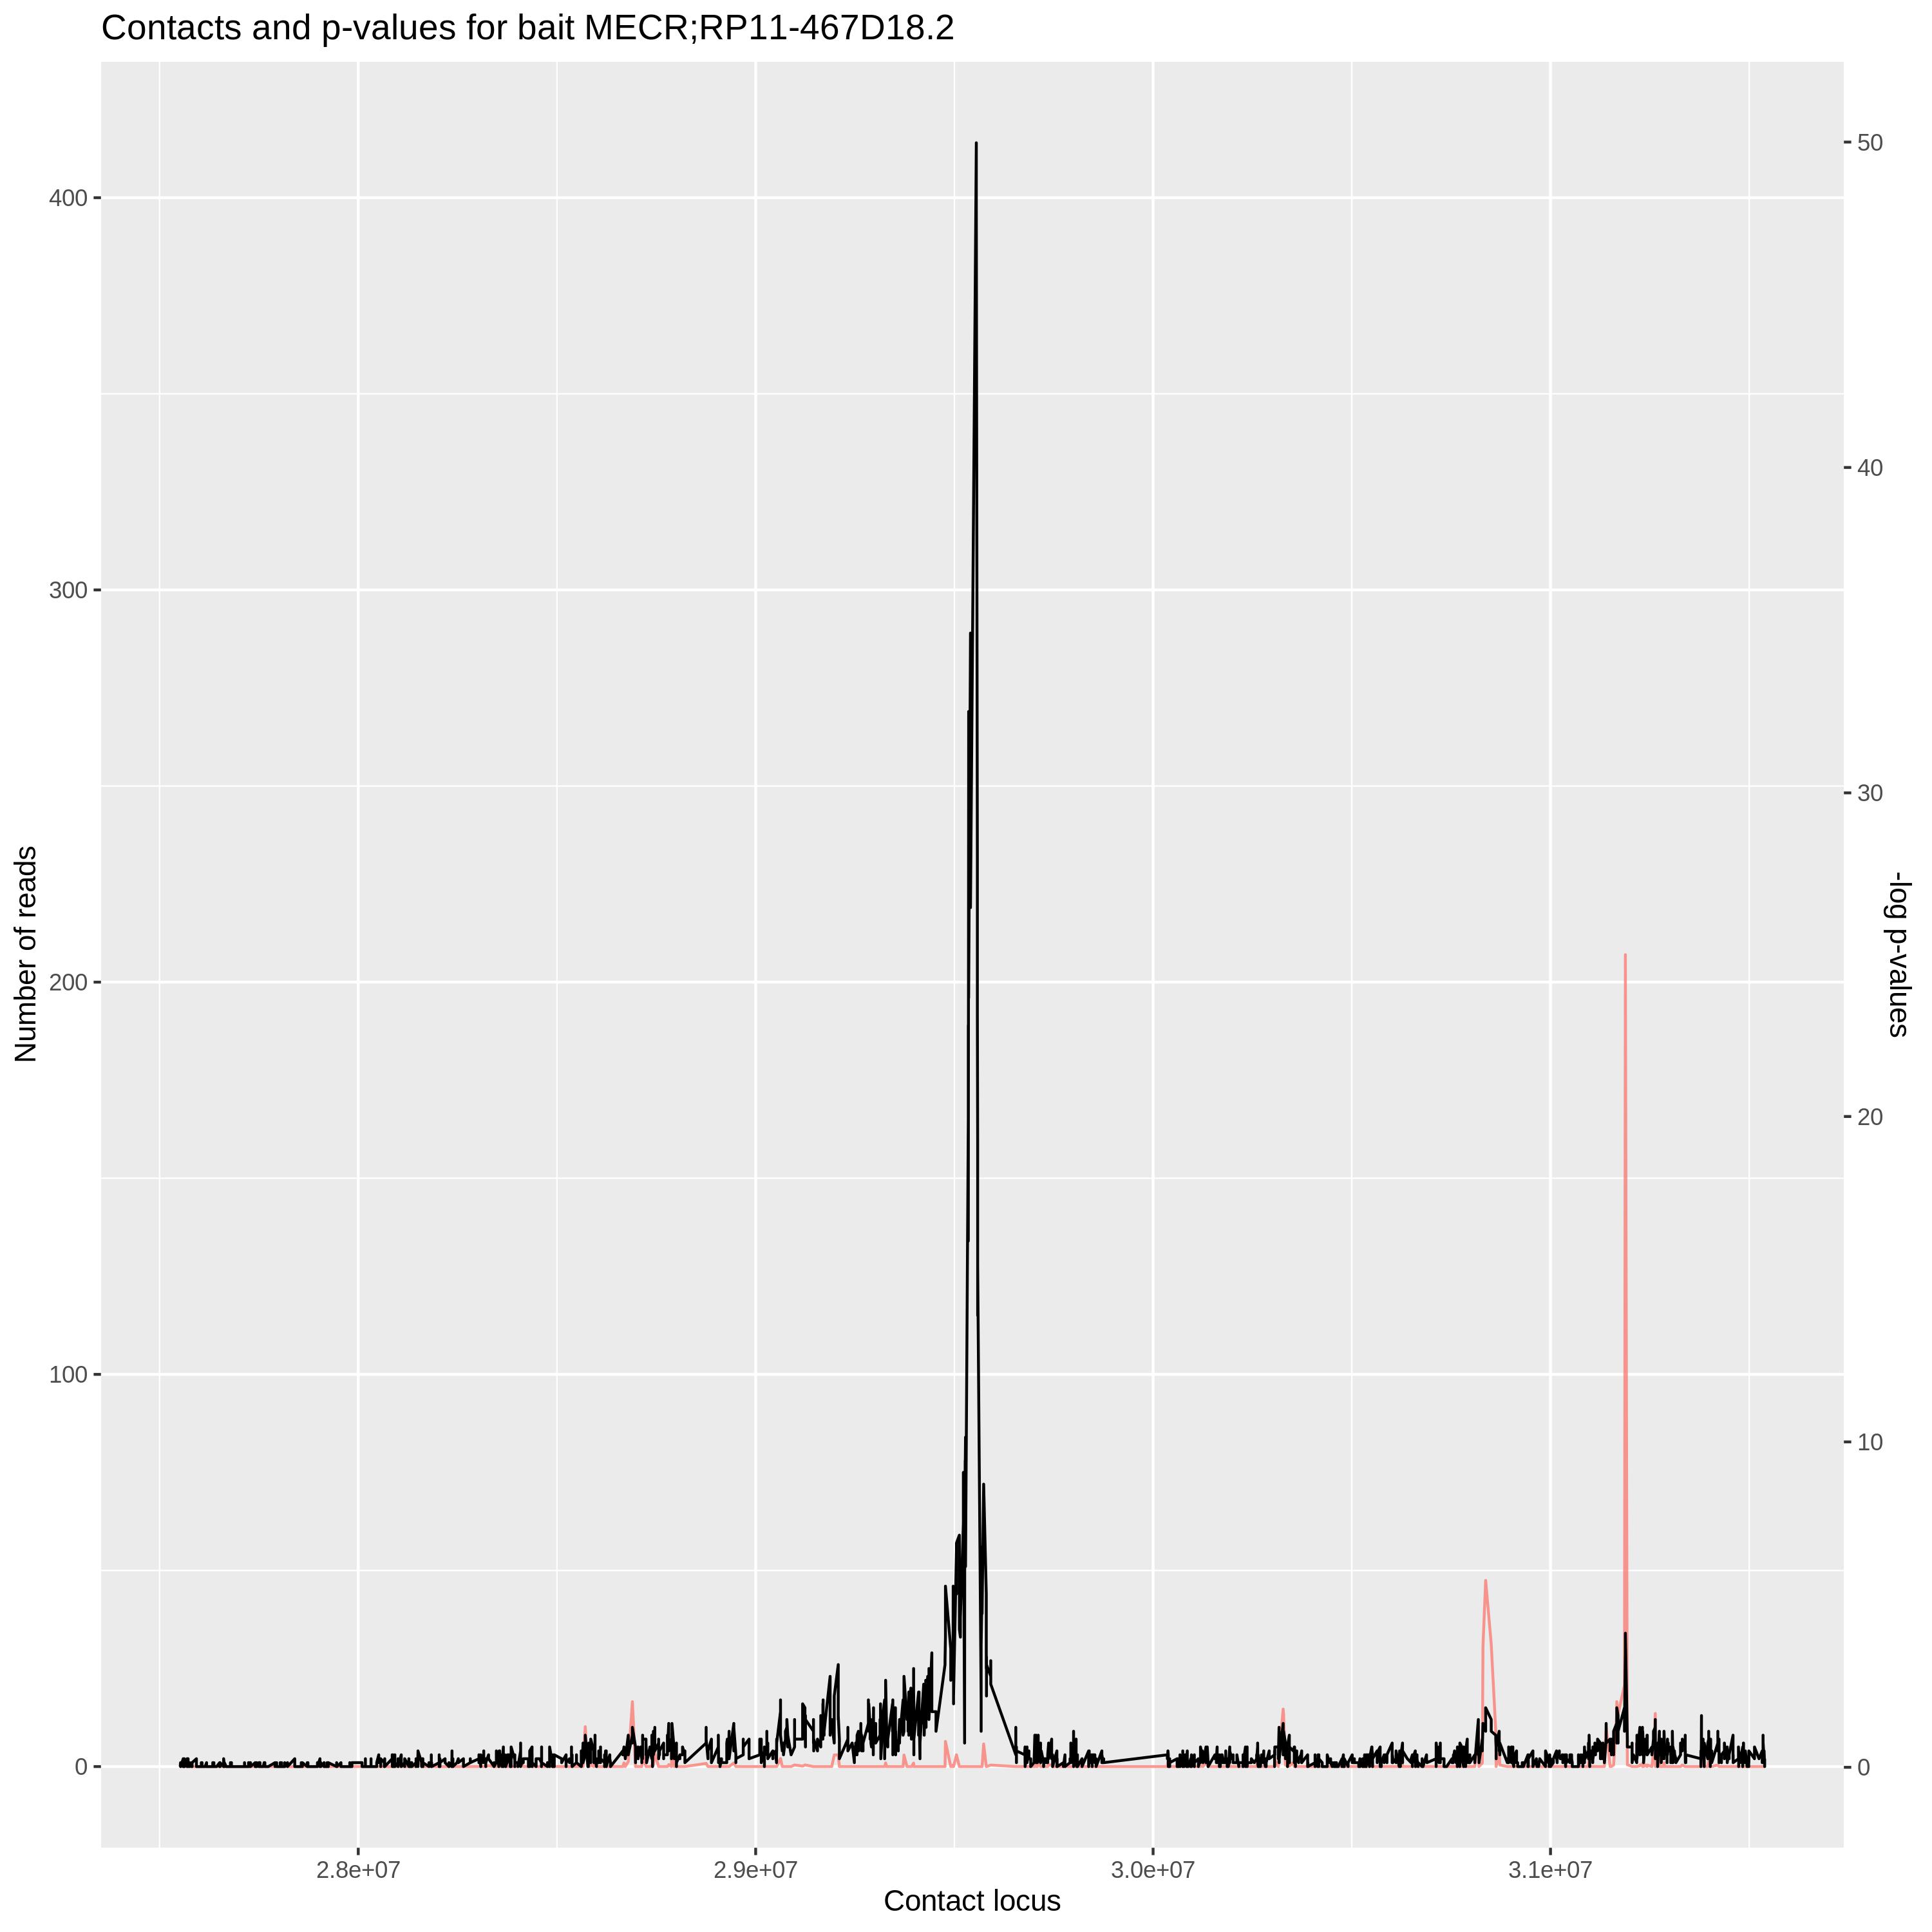 Contacts and p-values for bait MECR;RP11-467D18.2
400
300
200
100
0
Number of reads
50
40
30
20
10
0
-log p-values
2.8e+07
2.9e+07
3.0e+07
3.1e+07
Contact locus